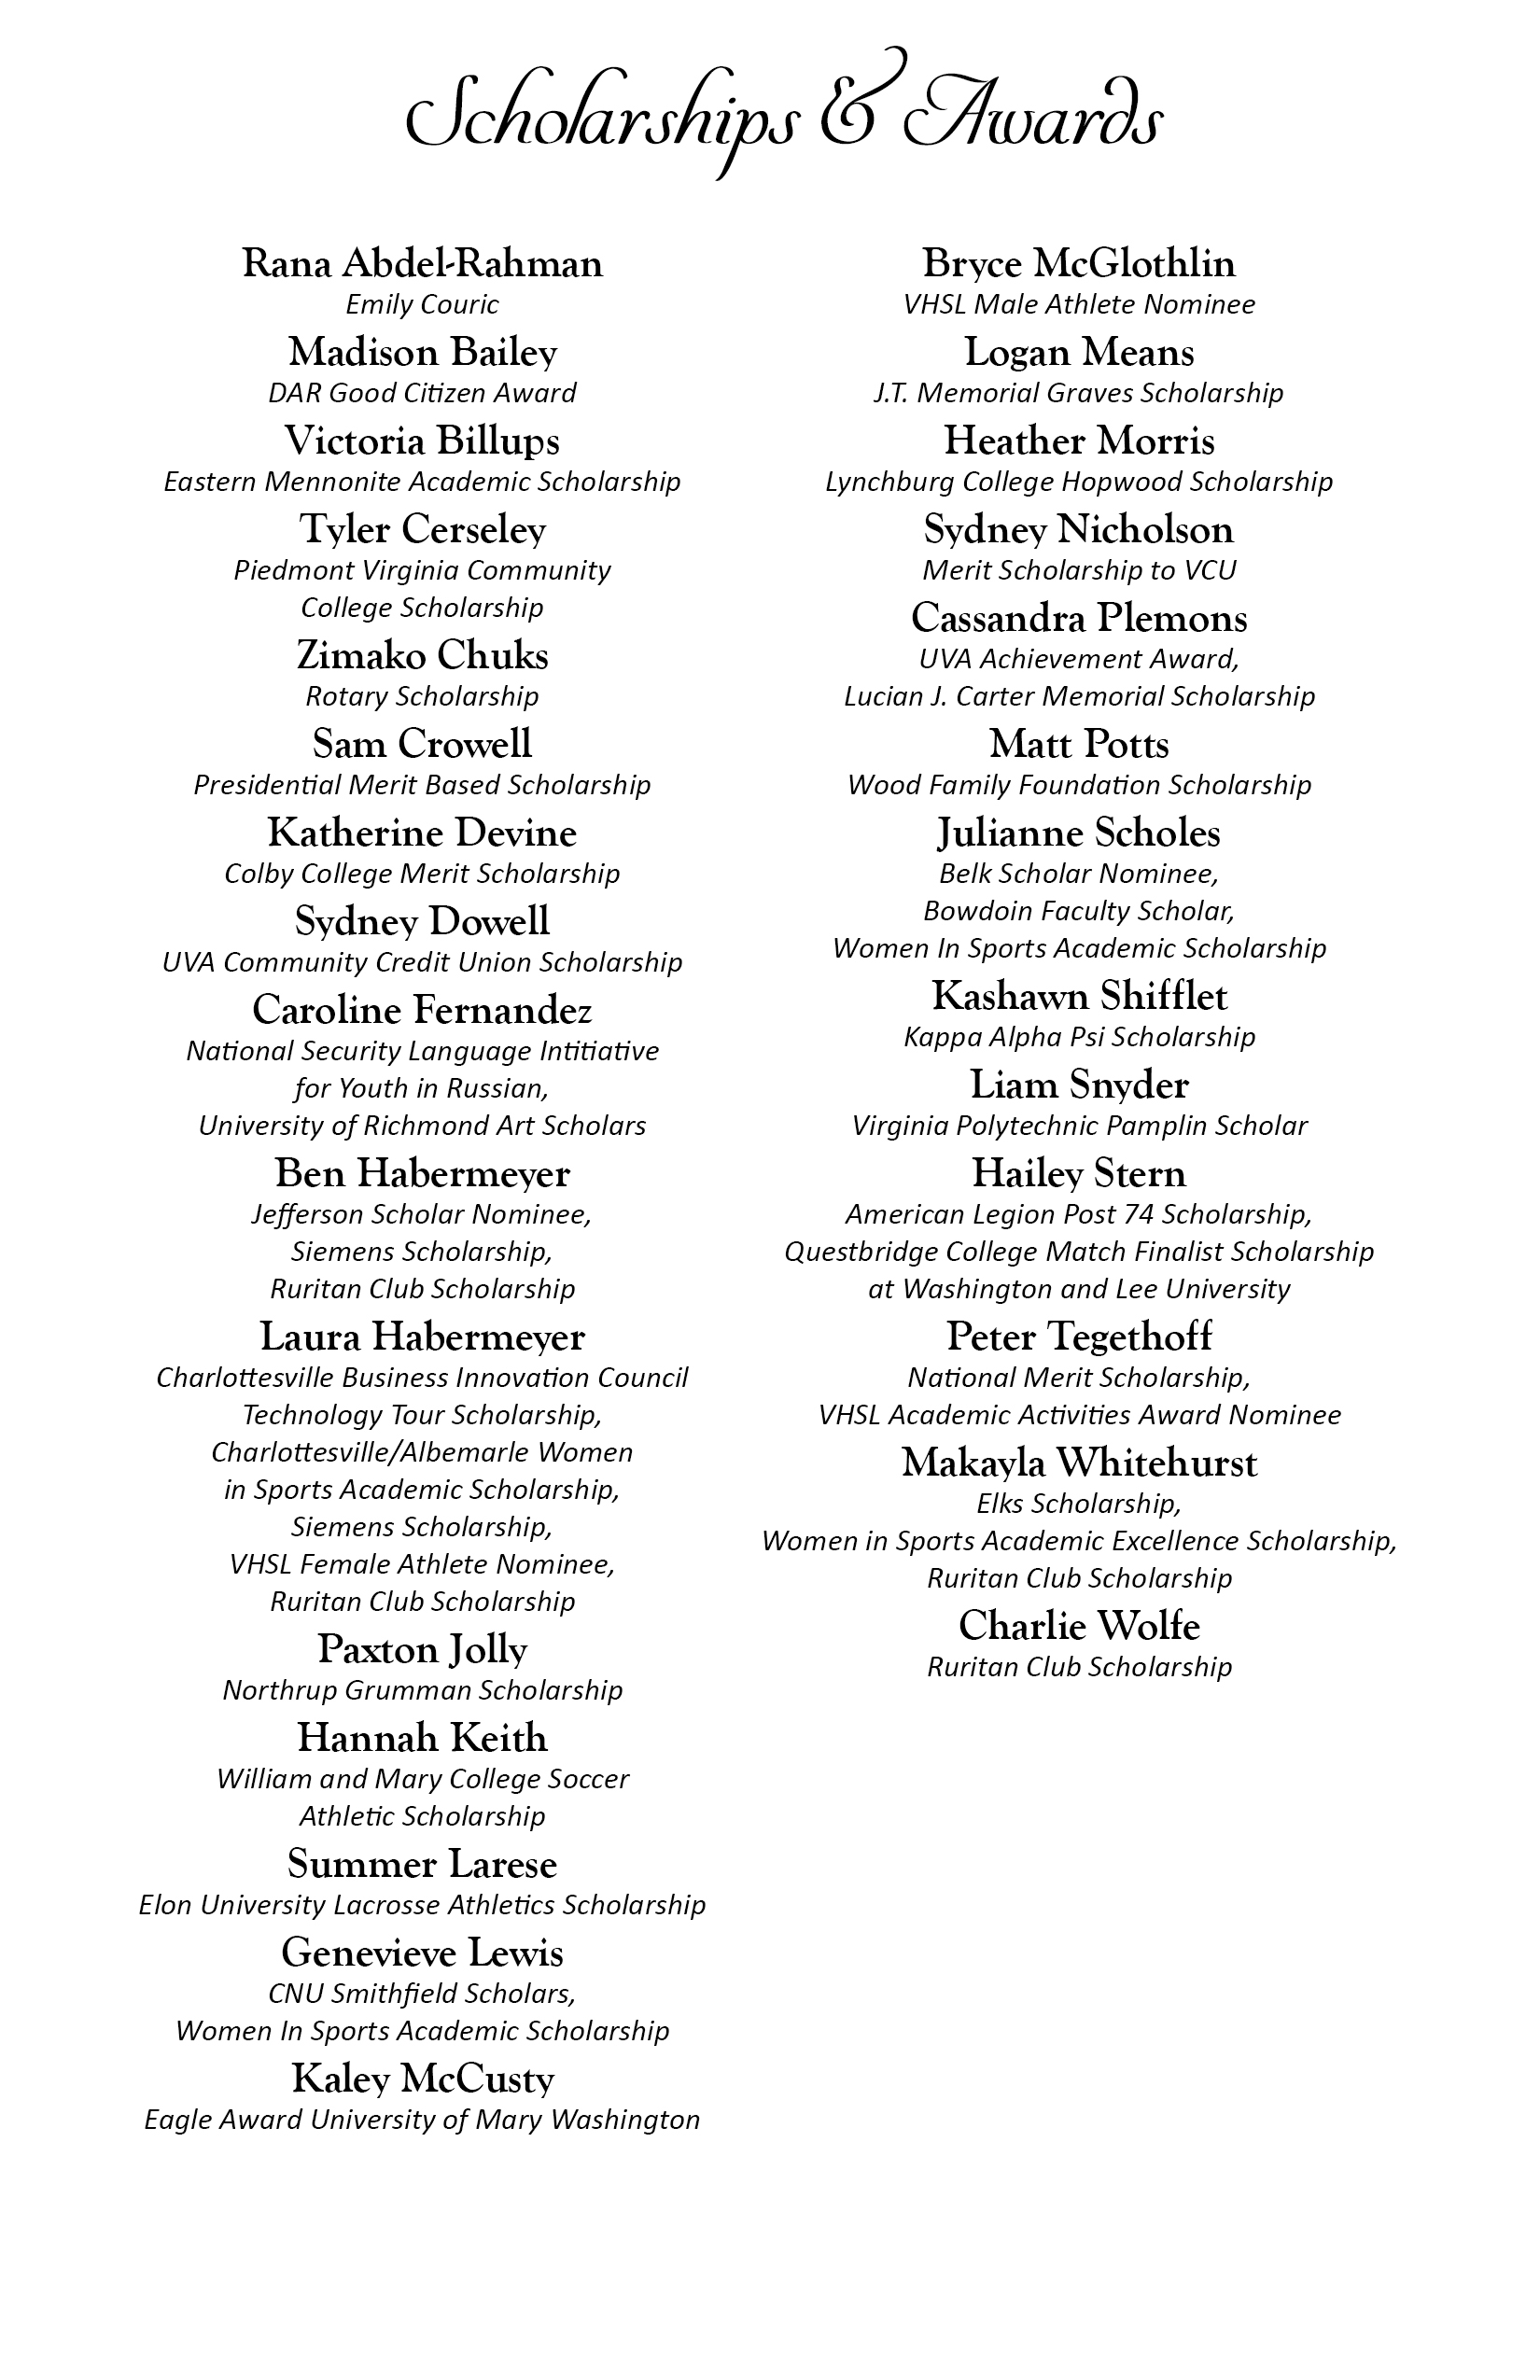 Scholarships & Awards
Rana Abdel-Rahman
Emily Couric
Madison Bailey
DAR Good Citizen Award
Victoria Billups
Eastern Mennonite Academic Scholarship
Tyler Cerseley
Piedmont Virginia Community
College Scholarship
Zimako Chuks
Rotary Scholarship
Sam Crowell
Presidential Merit Based Scholarship
Katherine Devine
Colby College Merit Scholarship
Sydney Dowell
UVA Community Credit Union Scholarship
Caroline Fernandez
National Security Language Intitiative
for Youth in Russian,
University of Richmond Art Scholars
Ben Habermeyer
Jefferson Scholar Nominee,
Siemens Scholarship,
Ruritan Club Scholarship
Laura Habermeyer
Charlottesville Business Innovation Council
Technology Tour Scholarship,
Charlottesville/Albemarle Women
in Sports Academic Scholarship,
Siemens Scholarship,
VHSL Female Athlete Nominee,
Ruritan Club Scholarship
Paxton Jolly
Northrup Grumman Scholarship
Hannah Keith
William and Mary College Soccer
Athletic Scholarship
Summer Larese
Elon University Lacrosse Athletics Scholarship
Genevieve Lewis
CNU Smithfield Scholars,
Women In Sports Academic Scholarship
Kaley McCusty
Eagle Award University of Mary Washington
Bryce McGlothlin
VHSL Male Athlete Nominee
Logan Means
J.T. Memorial Graves Scholarship
Heather Morris
Lynchburg College Hopwood Scholarship
Sydney Nicholson
Merit Scholarship to VCU
Cassandra Plemons
UVA Achievement Award,
Lucian J. Carter Memorial Scholarship
Matt Potts
Wood Family Foundation Scholarship
Julianne Scholes
Belk Scholar Nominee,
Bowdoin Faculty Scholar,
Women In Sports Academic Scholarship
Kashawn Shifflet
Kappa Alpha Psi Scholarship
Liam Snyder
Virginia Polytechnic Pamplin Scholar
Hailey Stern
American Legion Post 74 Scholarship,
Questbridge College Match Finalist Scholarship
at Washington and Lee University
Peter Tegethoff
National Merit Scholarship,
VHSL Academic Activities Award Nominee
Makayla Whitehurst
Elks Scholarship,
Women in Sports Academic Excellence Scholarship,
Ruritan Club Scholarship
Charlie Wolfe
Ruritan Club Scholarship